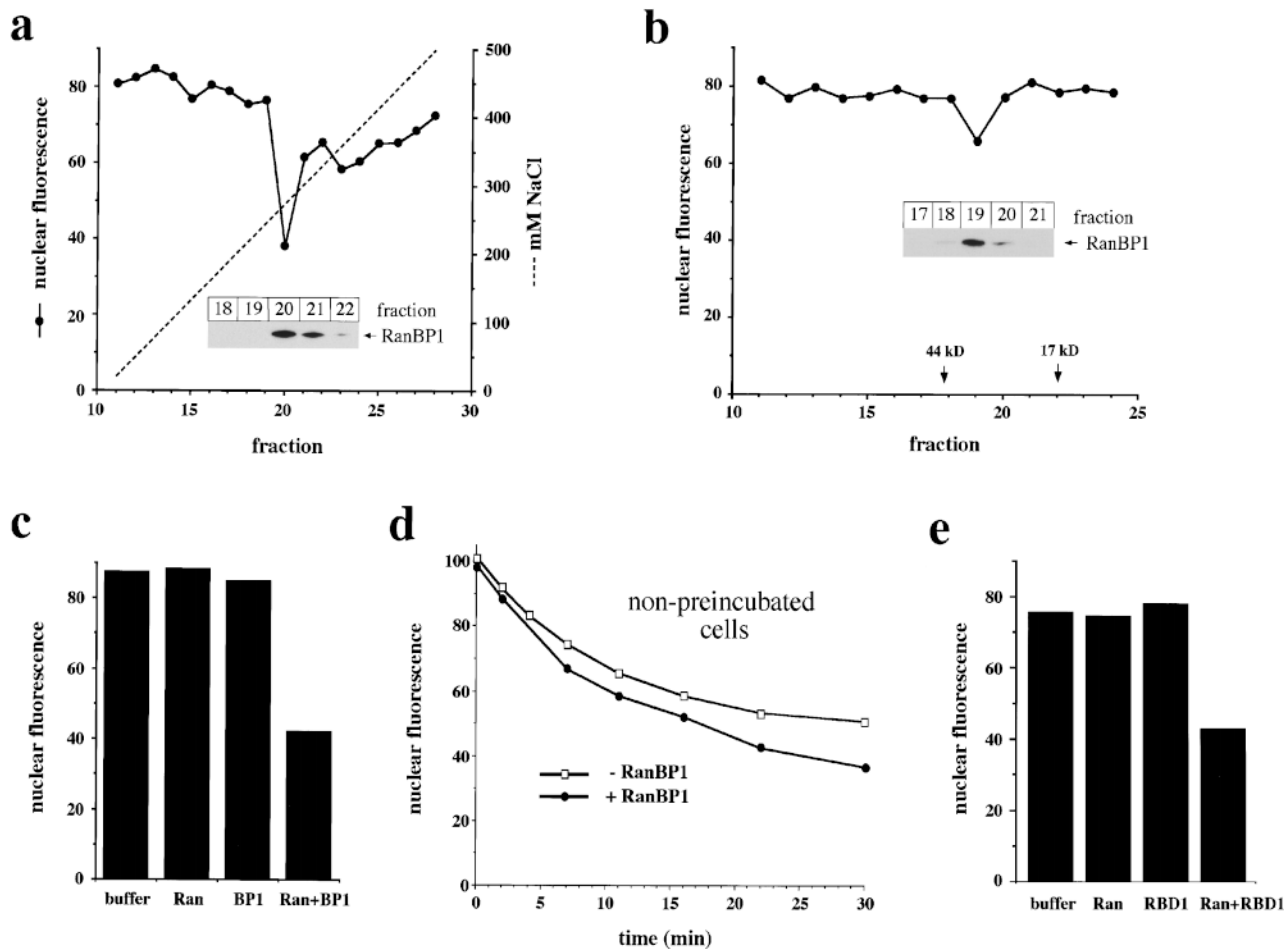 a
80
60
40
20
0
nuclear fluorescence
500
400
300
200
100
0
mM NaCl
18 19 20 21 22 fraction
RanBP1
10 15 20 25 30
fraction
b
80
60
40
20
0
nuclear fluorescence
17 18 19 20 21 fraction
RanBP1
44 kD 17 kD
10 15 20 25
fraction
c
80
60
40
20
0
nuclear fluorescence
buffer Ran BP1 Ran+BP1
d
100
80
60
40
20
0
nuclear fluorescence
non-preincubated
cells
- RanBP1
+ RanBP1
0 5 10 15 20 25 30
time (min)
e
80
60
40
20
0
nuclear fluorescence
buffer Ran RBD1 Ran+RBD1